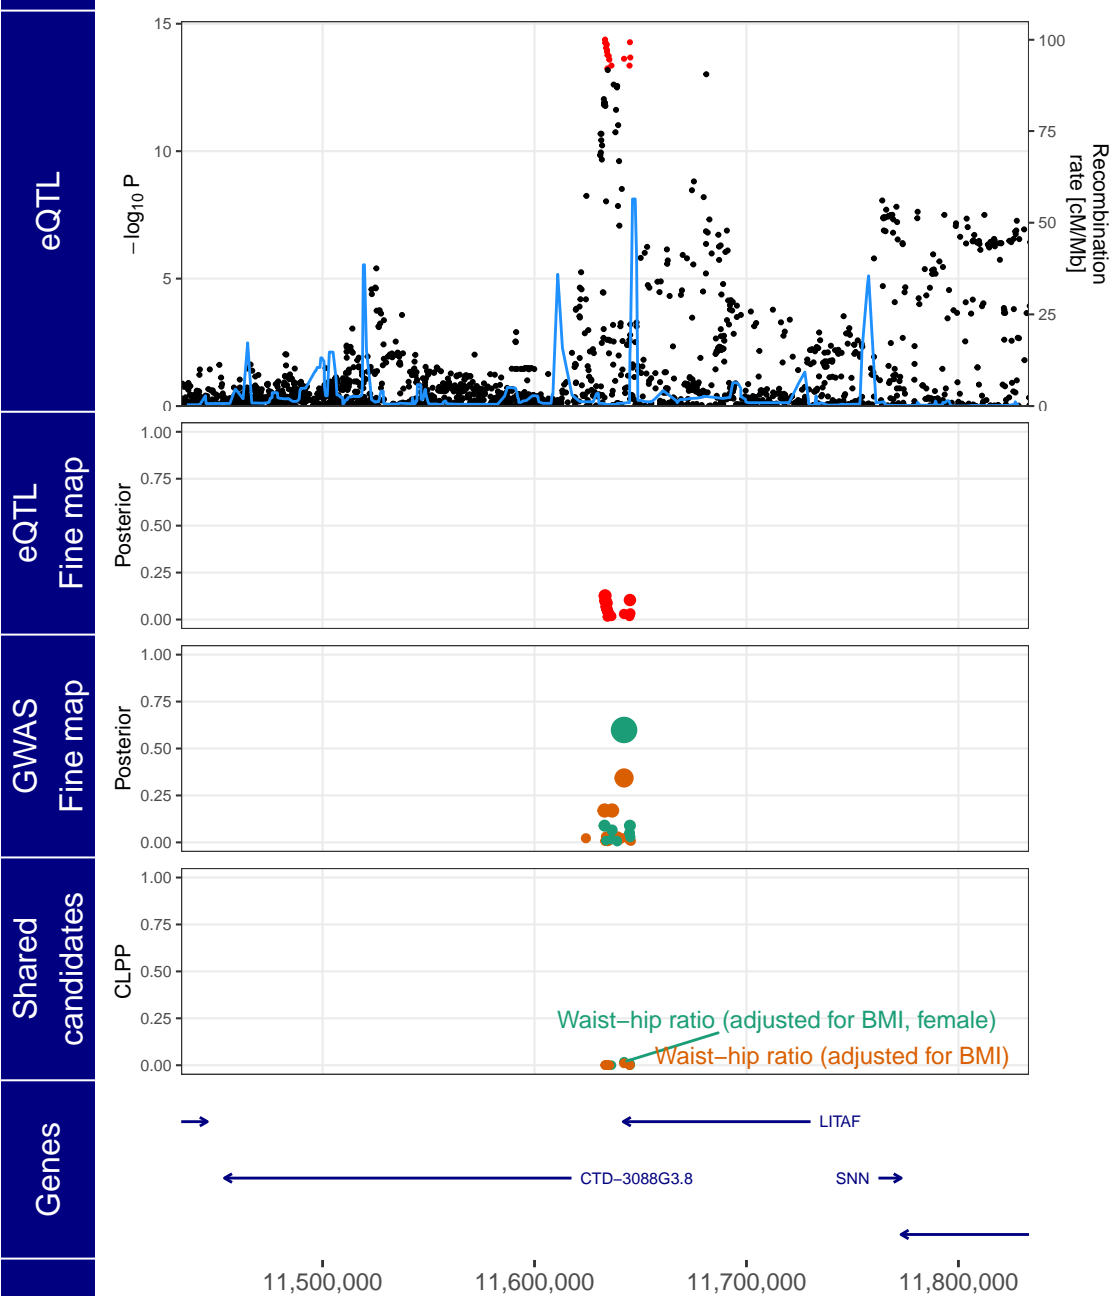 eQTL
15
10
5
0
−log10 P
100
75
50
25
0
Recombination
rate [cM/Mb]
eQTL
Fine map
1.00
0.75
0.50
0.25
0.00
Posterior
GWAS
Fine map
1.00
0.75
0.50
0.25
0.00
Posterior
Shared
candidates
1.00
0.75
0.50
0.25
0.00
CLPP
Waist−hip ratio (adjusted for BMI, female)
Waist−hip ratio (adjusted for BMI)
Genes
LITAF
CTD−3088G3.8
SNN
11,500,000
11,600,000
11,700,000
11,800,000